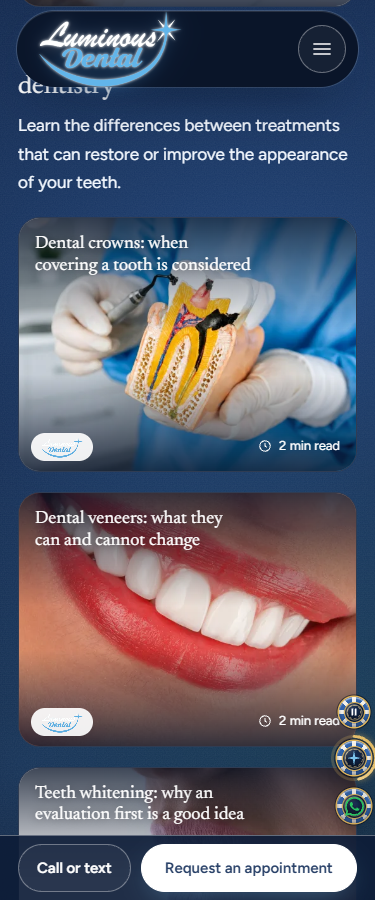 Luminous
Dental
dentistry
Learn the differences between treatments
that can restore or improve the appearance
of your teeth.
Dental crowns: when
covering a tooth is considered
2 min read
Dental veneers: what they
can and cannot change
2 min read
Teeth whitening: why an
evaluation first is a good idea
Call or text
Request an appointment